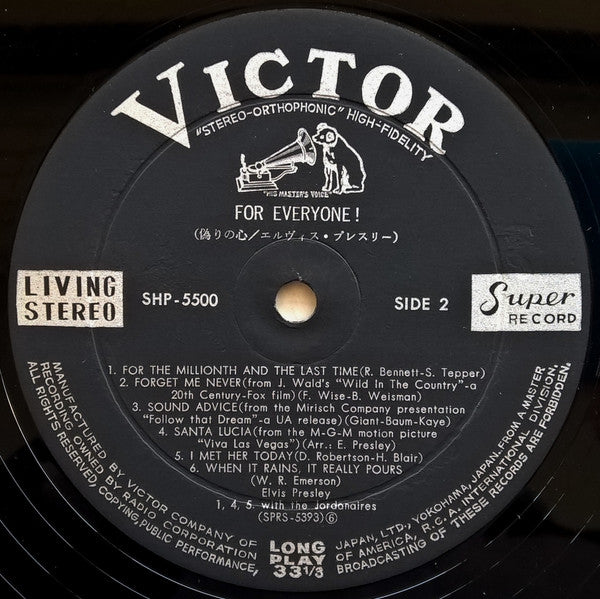 VICTOR
"STEREO-ORTHOPHONIC" HIGH-FIDELITY
"HIS MASTER'S VOICE"
FOR EVERYONE!
(偽りの心/エルヴィス・プレスリー)
LIVING
STEREO
SHP-5500
SIDE 2
Super
RECORD
1. FOR THE MILLIONTH AND THE LAST TIME(R. Bennett-S. Tepper)
2. FORGET ME NEVER(from J. Wald's "Wild In The Country"-a
20th Century-Fox film)(F. Wise-B. Weisman)
3. SOUND ADVICE(from the Mirisch Company presentation
"Follow that Dream"-a UA release)(Giant-Baum-Kaye)
4. SANTA LUCIA(from the M-G-M motion picture
"Viva Las Vegas")(Arr.: E. Presley)
5. I MET HER TODAY(D. Robertson-H. Blair)
6. WHEN IT RAINS, IT REALLY POURS
(W. R. Emerson)
Elvis Presley
1, 4, 5, with the Jordanaires
(SPRS-5393)⑥
LONG
PLAY
33 1/3
MANUFACTURED BY VICTOR COMPANY OF JAPAN, LTD., YOKOHAMA, JAPAN, FROM A MASTER
RECORDING OWNED BY RADIO CORPORATION OF AMERICA, R.C.A. INTERNATIONAL DIVISION,
ALL RIGHTS RESERVED, COPYING, PUBLIC PERFORMANCE, BROADCASTING OF THESE RECORDS ARE FORBIDDEN.